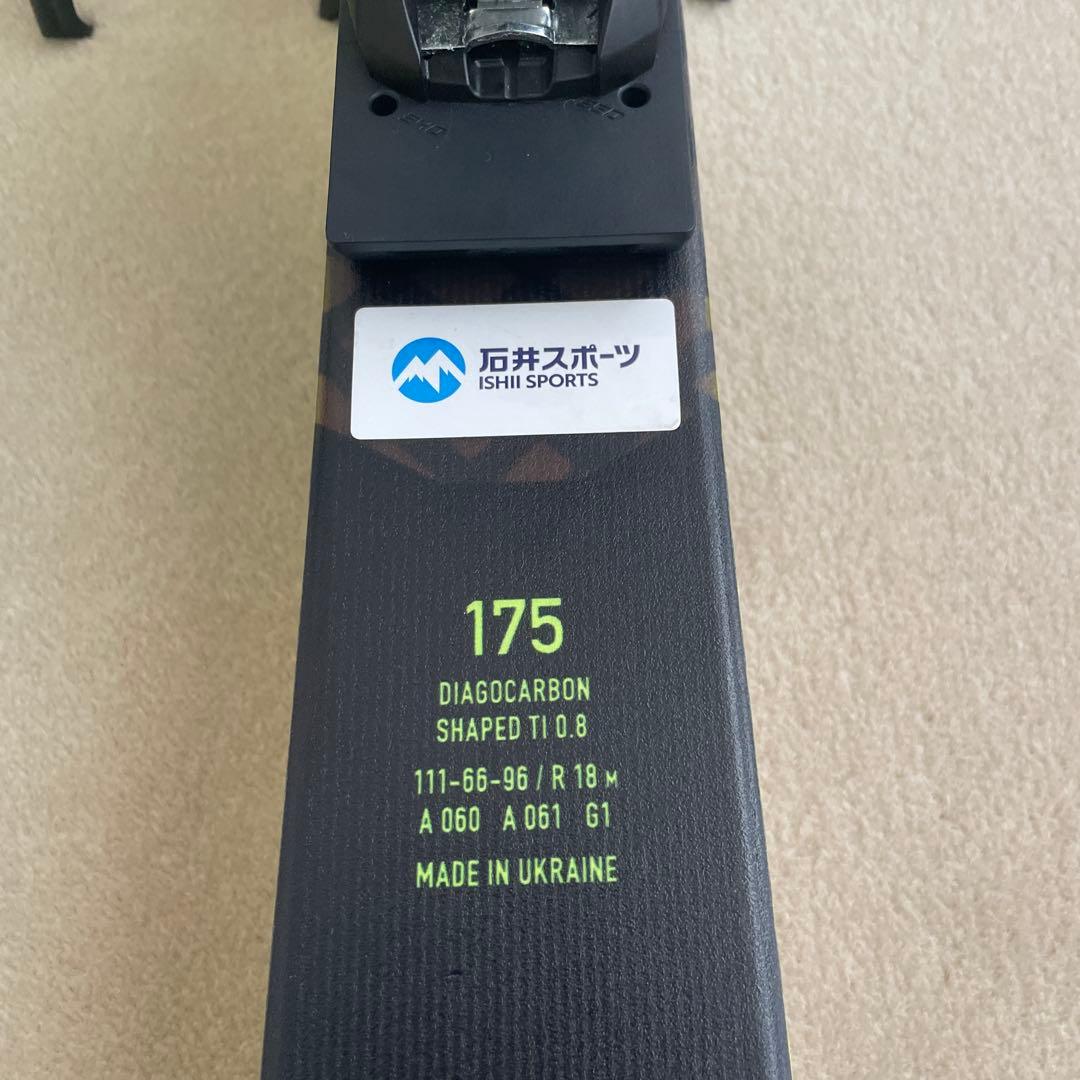 石井スポーツ
ISHII SPORTS
175
DIAGOCARBON
SHAPED TI 0.8
111-66-96 / R 18 M
A 060 A 061 G1
MADE IN UKRAINE